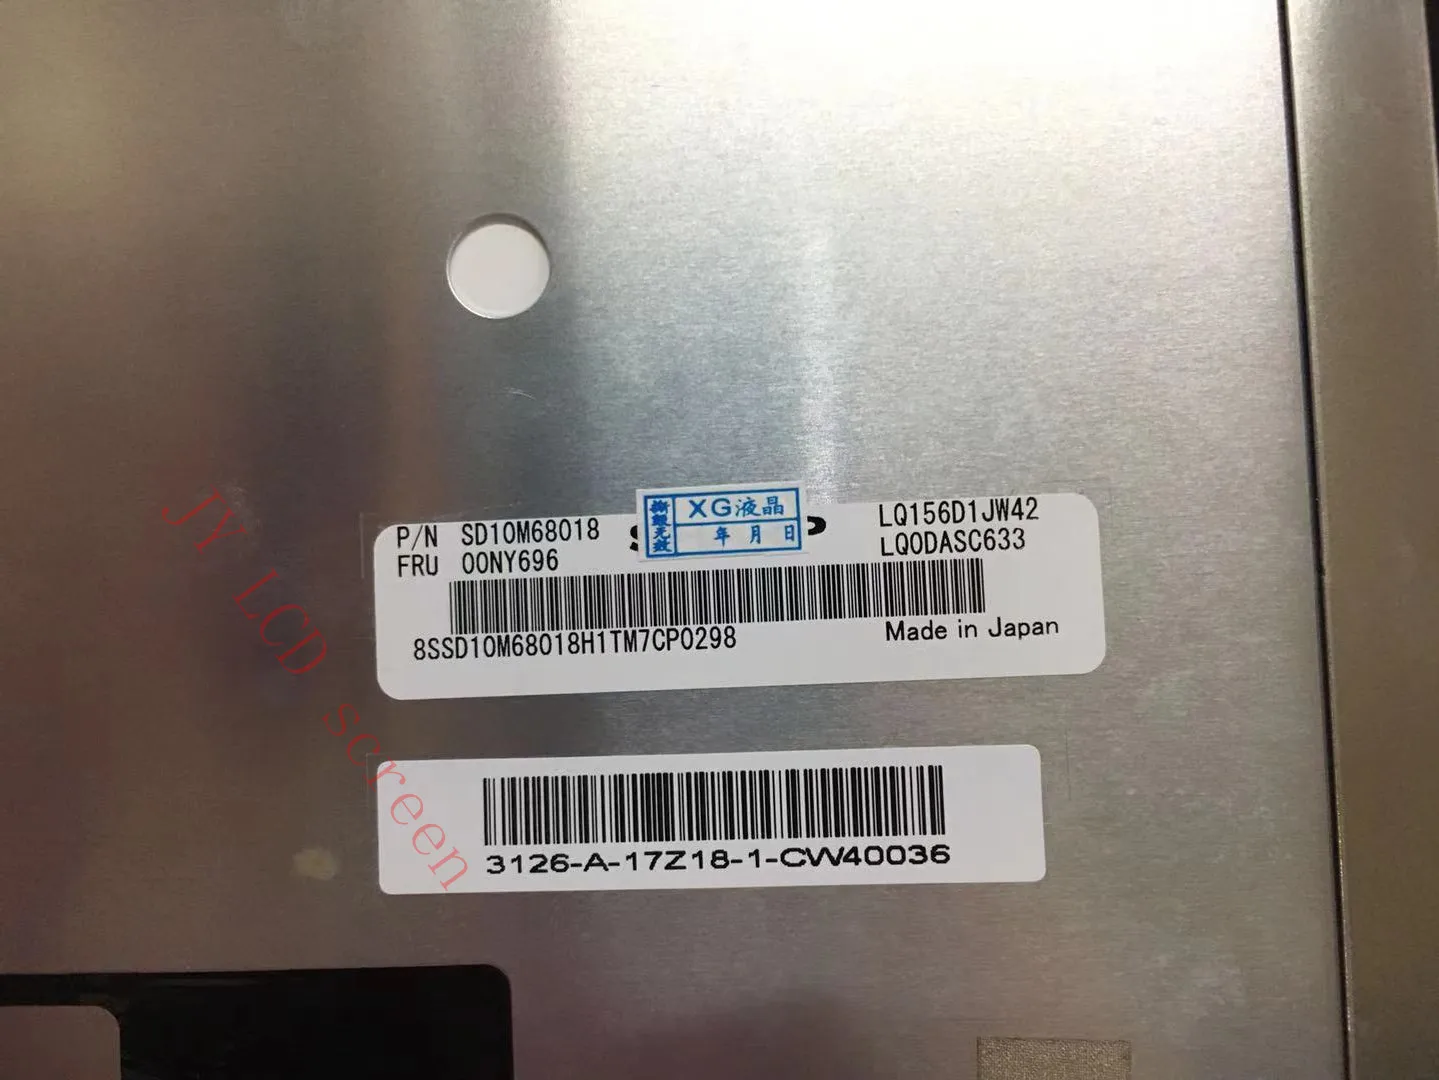 P/N SD10M68018
FRU 00NY696
XG液晶
年 月 日
LQ156D1JW42
LQ0DASC633
8SSD10M68018H1TM7CP0298
Made in Japan
3126-A-17Z18-1-CW40036
JY LCD screen